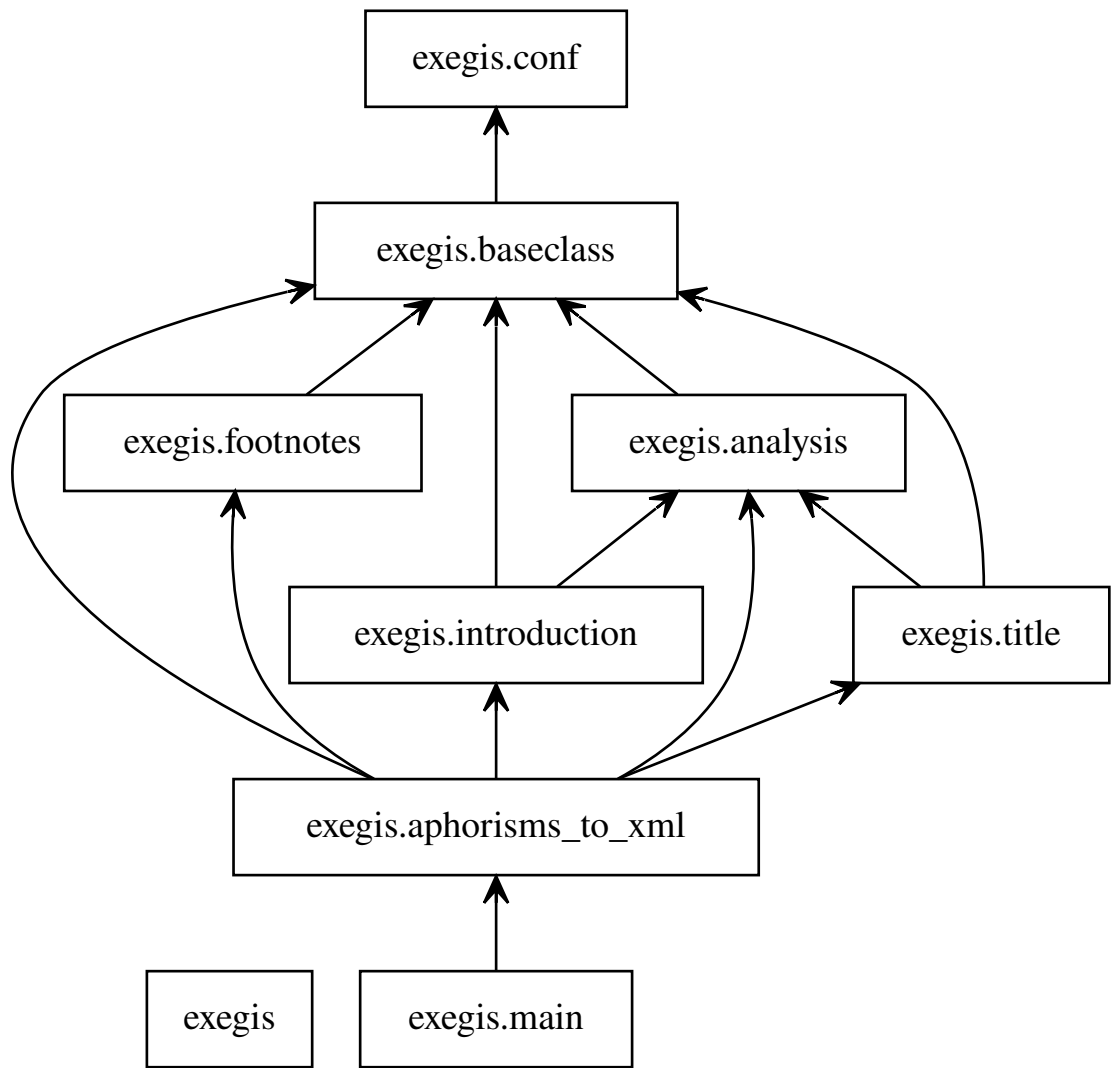 exegis.conf
exegis.baseclass
exegis.footnotes
exegis.analysis
exegis.introduction
exegis.title
exegis.aphorisms_to_xml
exegis
exegis.main